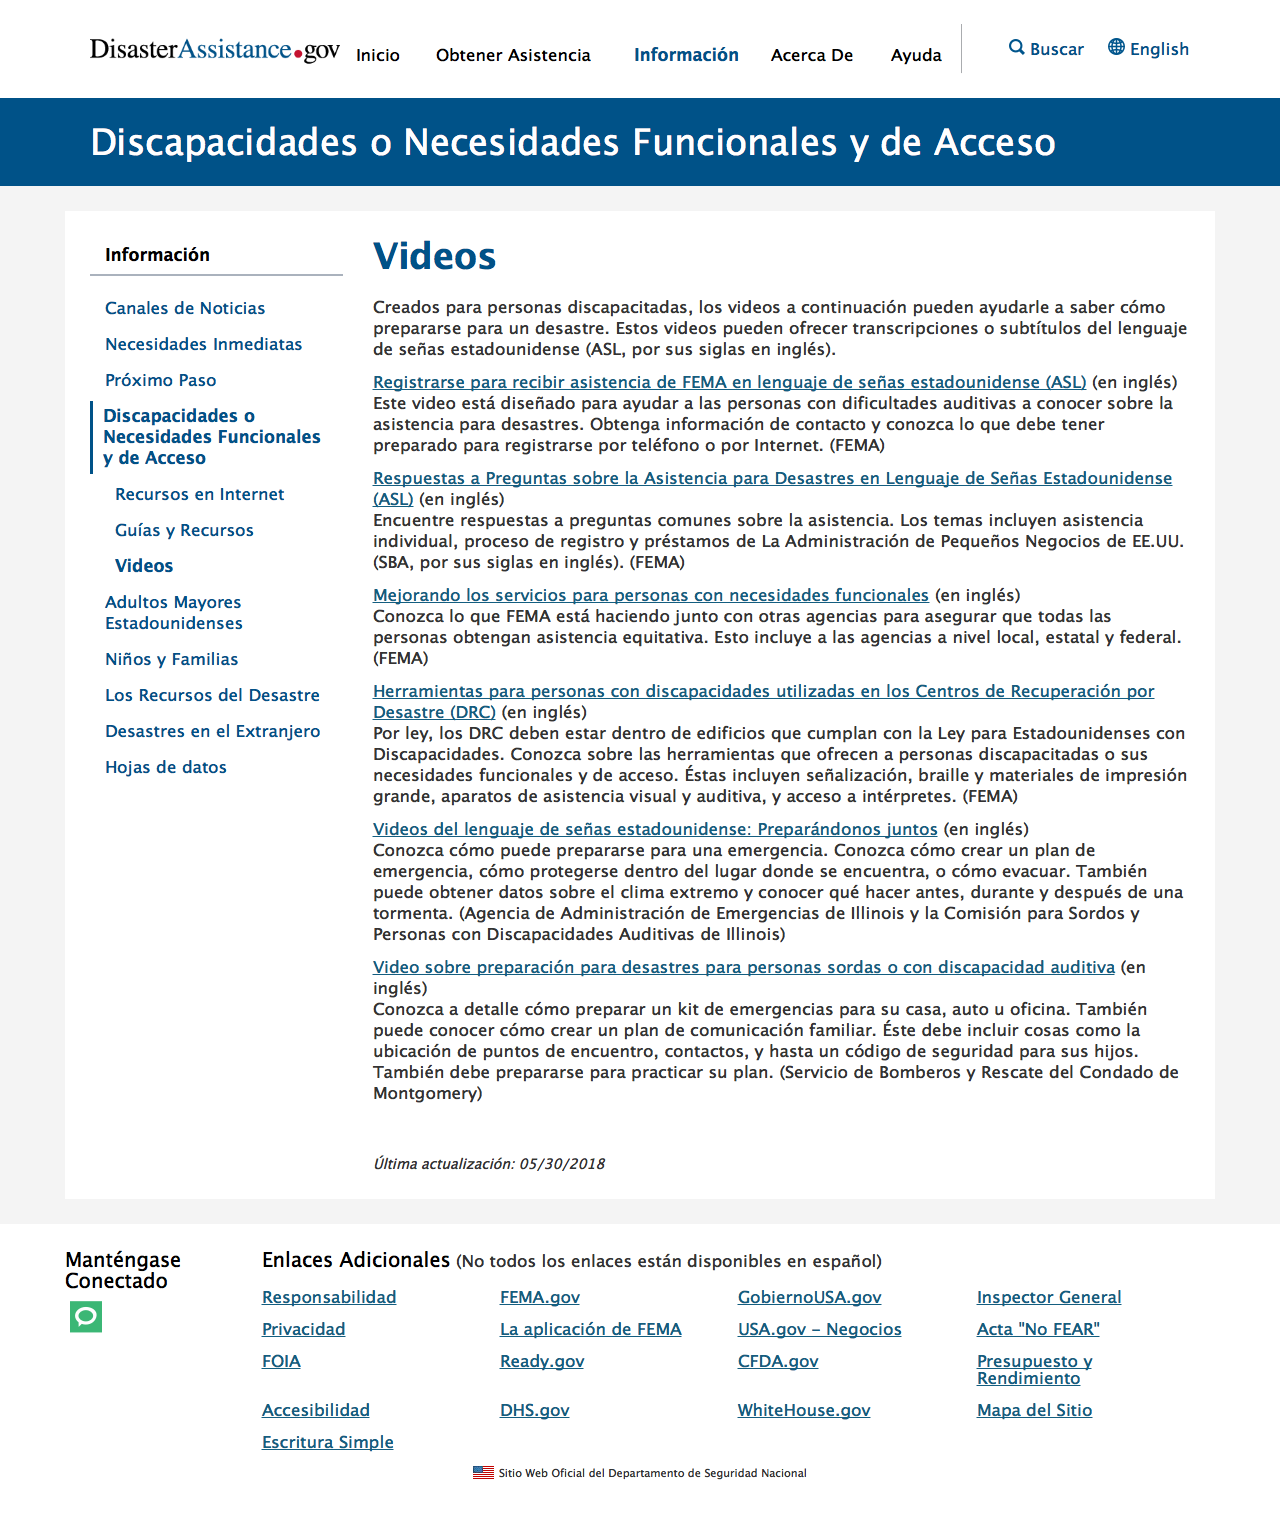 DisasterAssistance.gov
Inicio
Obtener Asistencia
Información
Acerca De
Ayuda
Buscar
English
Discapacidades o Necesidades Funcionales y de Acceso
Información
Canales de Noticias
Necesidades Inmediatas
Próximo Paso
Discapacidades o
Necesidades Funcionales
y de Acceso
Recursos en Internet
Guías y Recursos
Videos
Adultos Mayores
Estadounidenses
Niños y Familias
Los Recursos del Desastre
Desastres en el Extranjero
Hojas de datos
Videos
Creados para personas discapacitadas, los videos a continuación pueden ayudarle a saber cómo
prepararse para un desastre. Estos videos pueden ofrecer transcripciones o subtítulos del lenguaje
de señas estadounidense (ASL, por sus siglas en inglés).
Registrarse para recibir asistencia de FEMA en lenguaje de señas estadounidense (ASL) (en inglés)
Este video está diseñado para ayudar a las personas con dificultades auditivas a conocer sobre la
asistencia para desastres. Obtenga información de contacto y conozca lo que debe tener
preparado para registrarse por teléfono o por Internet. (FEMA)
Respuestas a Preguntas sobre la Asistencia para Desastres en Lenguaje de Señas Estadounidense
(ASL) (en inglés)
Encuentre respuestas a preguntas comunes sobre la asistencia. Los temas incluyen asistencia
individual, proceso de registro y préstamos de La Administración de Pequeños Negocios de EE.UU.
(SBA, por sus siglas en inglés). (FEMA)
Mejorando los servicios para personas con necesidades funcionales (en inglés)
Conozca lo que FEMA está haciendo junto con otras agencias para asegurar que todas las
personas obtengan asistencia equitativa. Esto incluye a las agencias a nivel local, estatal y federal.
(FEMA)
Herramientas para personas con discapacidades utilizadas en los Centros de Recuperación por
Desastre (DRC) (en inglés)
Por ley, los DRC deben estar dentro de edificios que cumplan con la Ley para Estadounidenses con
Discapacidades. Conozca sobre las herramientas que ofrecen a personas discapacitadas o sus
necesidades funcionales y de acceso. Éstas incluyen señalización, braille y materiales de impresión
grande, aparatos de asistencia visual y auditiva, y acceso a intérpretes. (FEMA)
Videos del lenguaje de señas estadounidense: Preparándonos juntos (en inglés)
Conozca cómo puede prepararse para una emergencia. Conozca cómo crear un plan de
emergencia, cómo protegerse dentro del lugar donde se encuentra, o cómo evacuar. También
puede obtener datos sobre el clima extremo y conocer qué hacer antes, durante y después de una
tormenta. (Agencia de Administración de Emergencias de Illinois y la Comisión para Sordos y
Personas con Discapacidades Auditivas de Illinois)
Video sobre preparación para desastres para personas sordas o con discapacidad auditiva (en
inglés)
Conozca a detalle cómo preparar un kit de emergencias para su casa, auto u oficina. También
puede conocer cómo crear un plan de comunicación familiar. Éste debe incluir cosas como la
ubicación de puntos de encuentro, contactos, y hasta un código de seguridad para sus hijos.
También debe prepararse para practicar su plan. (Servicio de Bomberos y Rescate del Condado de
Montgomery)
Última actualización: 05/30/2018
Manténgase
Conectado
Enlaces Adicionales (No todos los enlaces están disponibles en español)
Responsabilidad
FEMA.gov
GobiernoUSA.gov
Inspector General
Privacidad
La aplicación de FEMA
USA.gov – Negocios
Acta "No FEAR"
FOIA
Ready.gov
CFDA.gov
Presupuesto y
Rendimiento
Accesibilidad
DHS.gov
WhiteHouse.gov
Mapa del Sitio
Escritura Simple
Sitio Web Oficial del Departamento de Seguridad Nacional